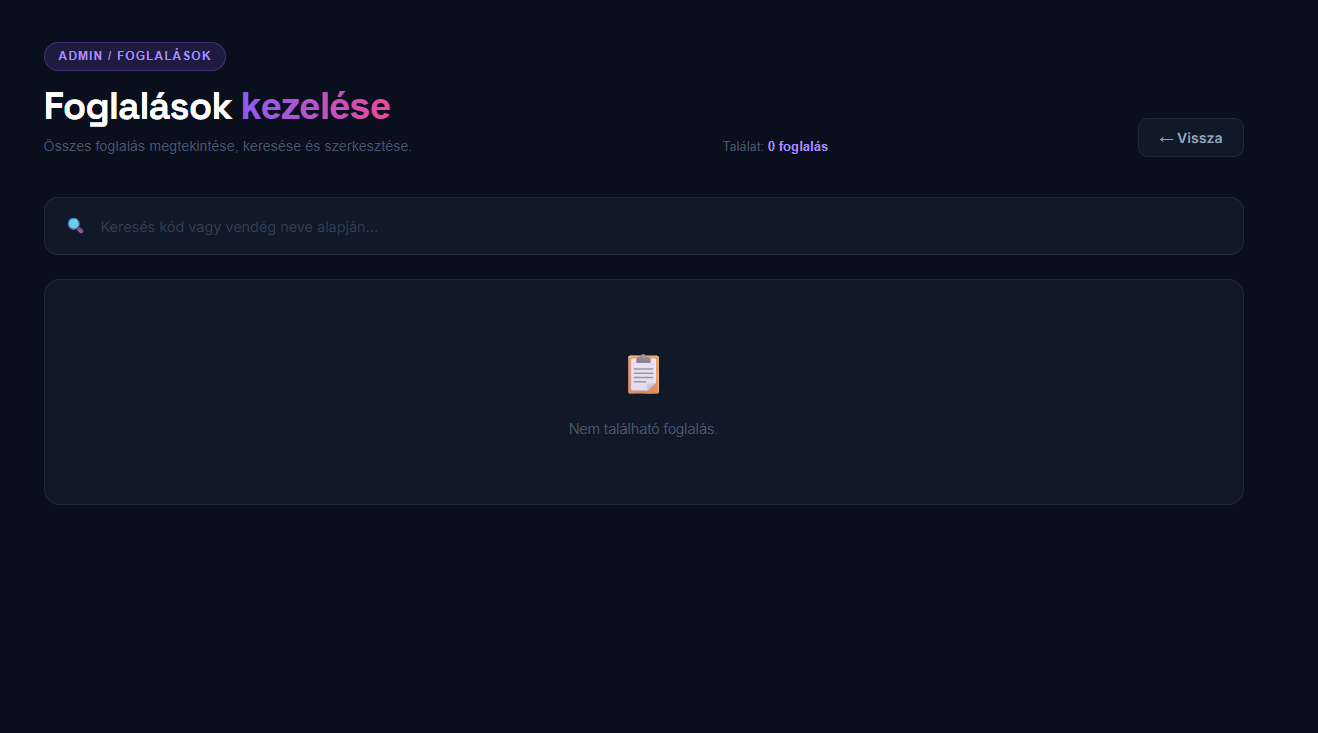 ADMIN / FOGLALÁSOK
Foglalások kezelése
Összes foglalás megtekintése, keresése és szerkesztése.
Találat: 0 foglalás
← Vissza
Keresés kód vagy vendég neve alapján...
Nem található foglalás.